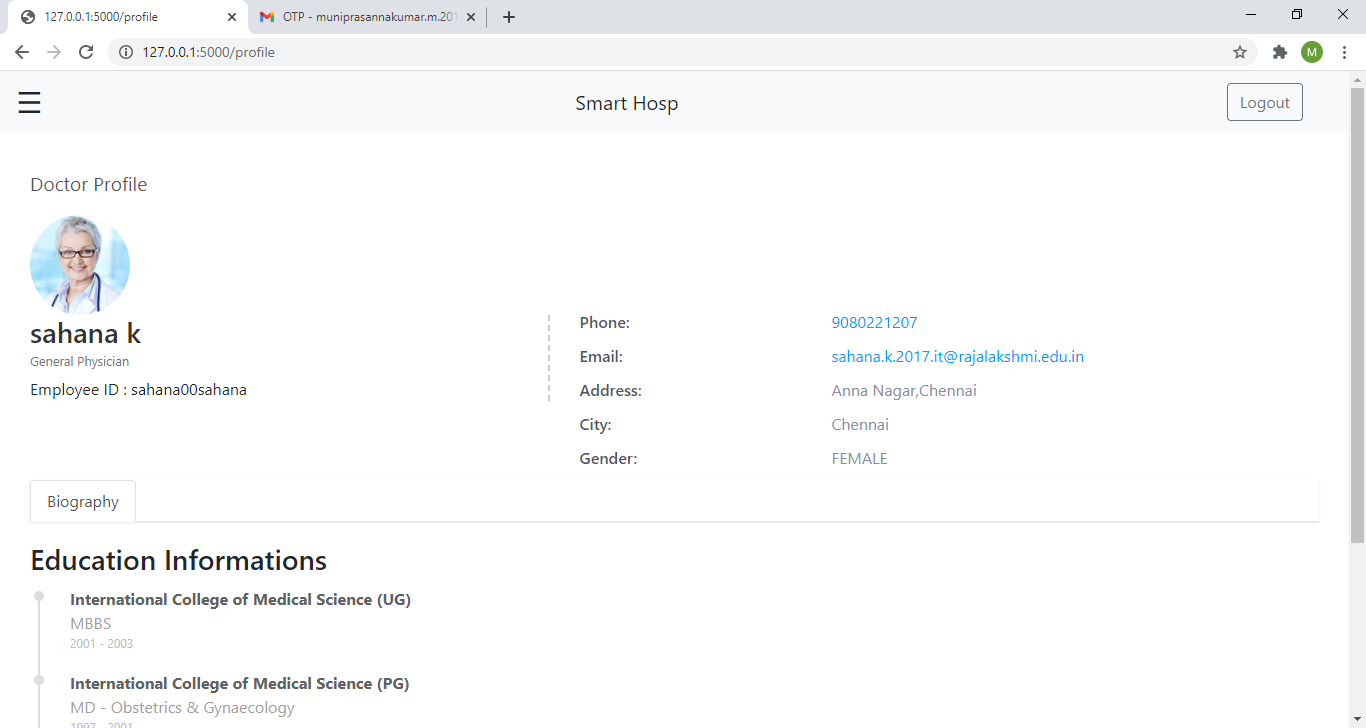 127.0.0.1:5000/profile
OTP - muniprasannakumar.m.201
127.0.0.1:5000/profile
M
☰ Smart Hosp Logout
Doctor Profile
sahana k
General Physician
Employee ID : sahana00sahana
Phone: 9080221207
Email: sahana.k.2017.it@rajalakshmi.edu.in
Address: Anna Nagar,Chennai
City: Chennai
Gender: FEMALE
Biography
Education Informations
International College of Medical Science (UG)
MBBS
2001 - 2003
International College of Medical Science (PG)
MD - Obstetrics & Gynaecology
1997 - 2001